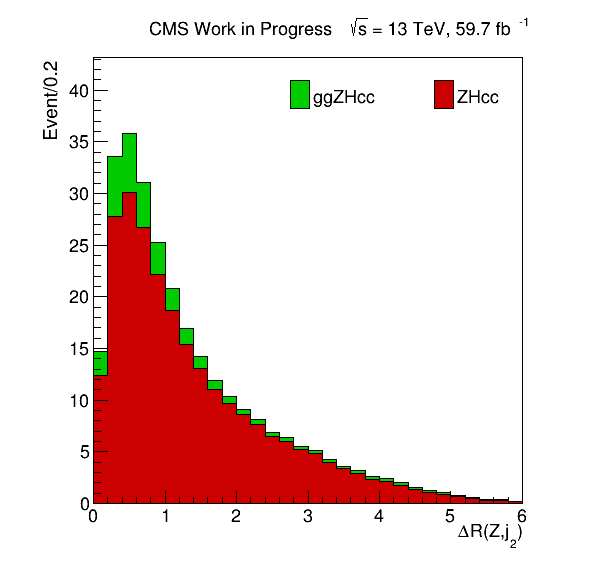 CMS Work in Progress √s = 13 TeV, 59.7 fb⁻¹
Event/0.2
ggZHcc ZHcc
40
35
30
25
20
15
10
5
0
0 1 2 3 4 5 6
ΔR(Z,j₂)